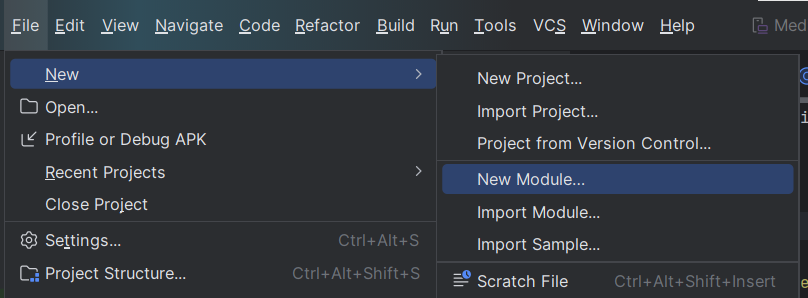 File Edit View Navigate Code Refactor Build Run Tools VCS Window Help Med
New
Open...
Profile or Debug APK
Recent Projects
Close Project
Settings... Ctrl+Alt+S
Project Structure... Ctrl+Alt+Shift+S
New Project...
Import Project...
Project from Version Control...
New Module...
Import Module...
Import Sample...
Scratch File Ctrl+Alt+Shift+Insert